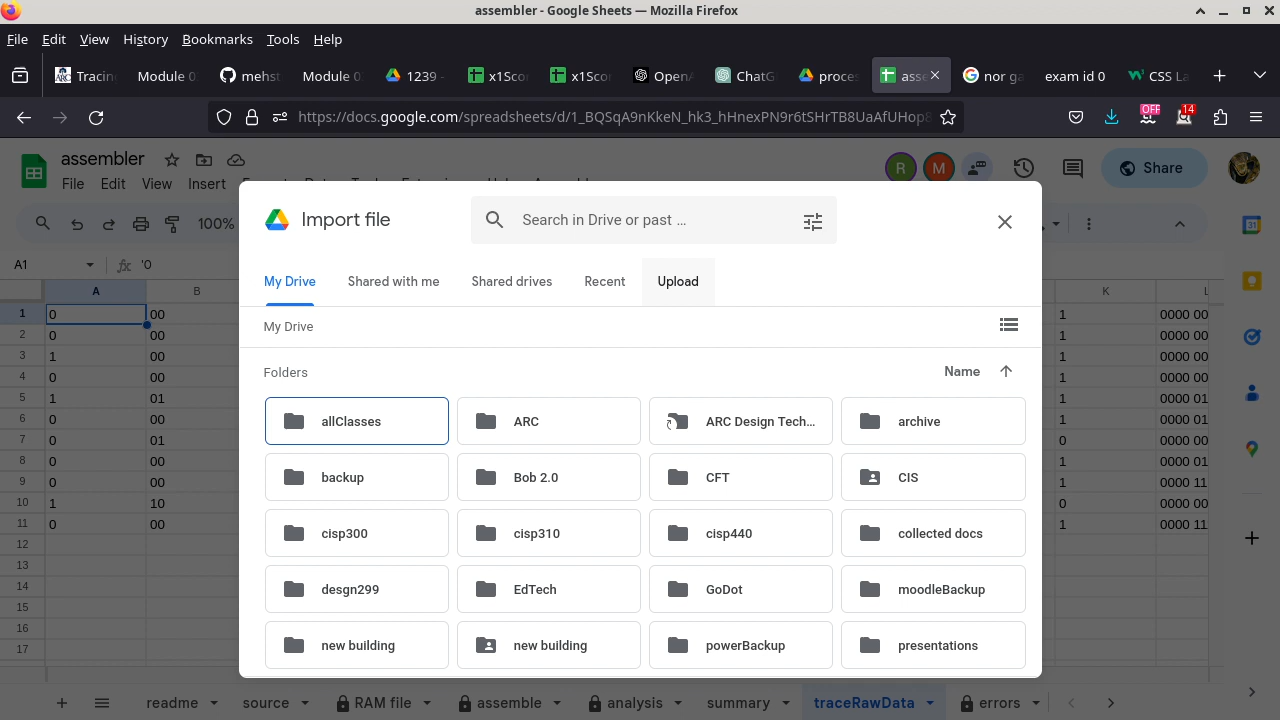 assembler - Google Sheets — Mozilla Firefox
File Edit View History Bookmarks Tools Help
Tracin Module 0 mehst Module 0 1239 - x1Scor x1Scor OpenA ChatG proces asse nor ga exam id 0 CSS La
https://docs.google.com/spreadsheets/d/1_BQSqA9nKkeN_hk3_hHnexPN9r6tSHrTB8UaAfUHop8 OFF 14
assembler R M Share
File Edit View Insert
100%
A1 '0
A B K L
1 0 00 1 0000 00
2 0 00 1 0000 00
3 1 00 1 0000 00
4 0 00 1 0000 00
5 1 01 1 0000 01
6 0 00 1 0000 01
7 0 01 0 0000 00
8 0 00 1 0000 01
9 0 00 1 0000 11
10 1 10 0 0000 00
11 0 00 1 0000 11
12
13
14
15
16
17
Import file
Search in Drive or past ...
My Drive Shared with me Shared drives Recent Upload
My Drive
Folders Name
allClasses ARC ARC Design Tech... archive
backup Bob 2.0 CFT CIS
cisp300 cisp310 cisp440 collected docs
desgn299 EdTech GoDot moodleBackup
new building new building powerBackup presentations
readme source RAM file assemble analysis summary traceRawData errors